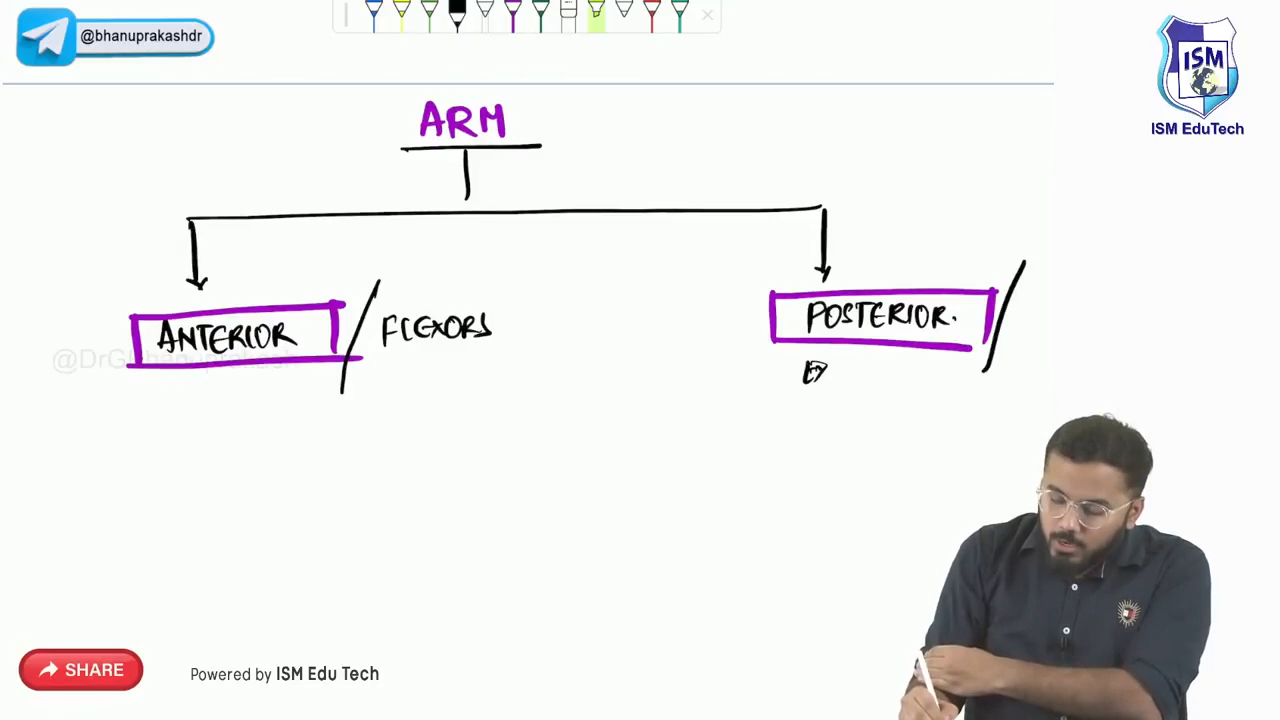 @bhanuprakashdr
ISM
ISM EduTech
ARM
ANTERIOR
FLEXORS
POSTERIOR.
SHARE
Powered by ISM Edu Tech